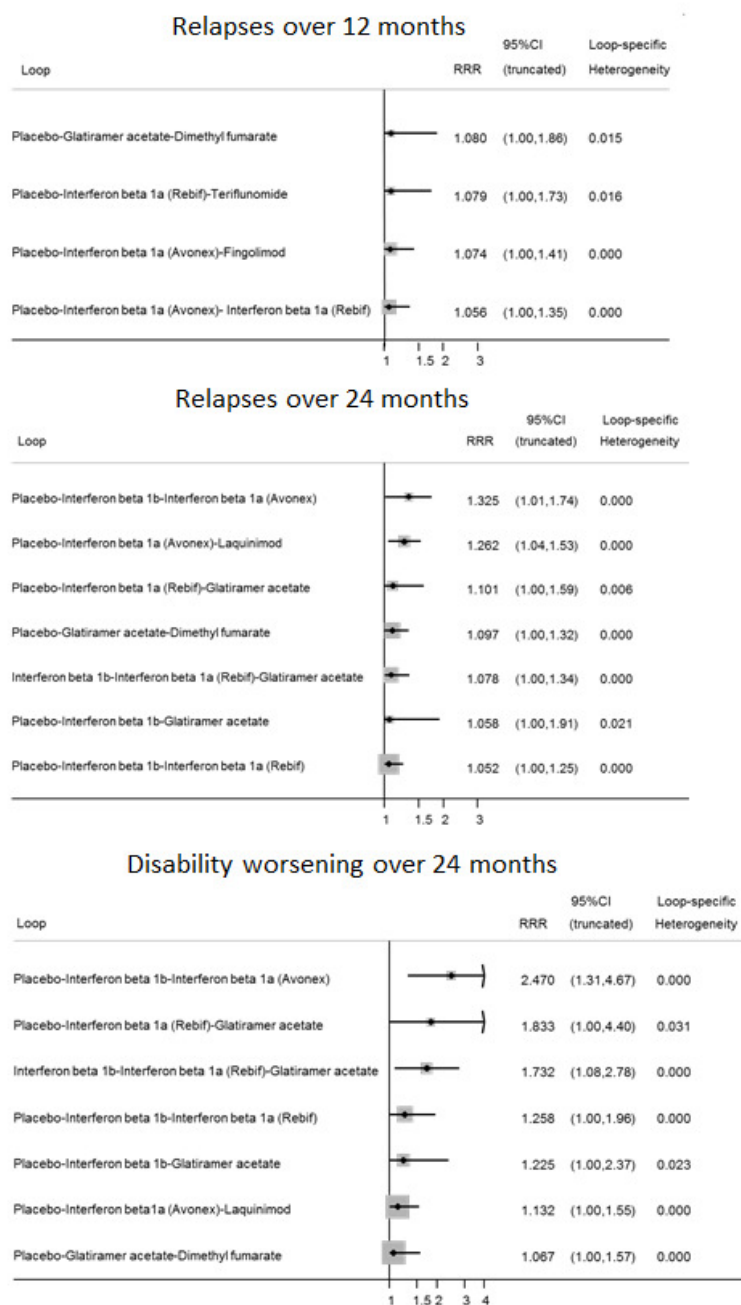 Relapses over 12 months
95%CI Loop-specific
Loop RRR (truncated) Heterogeneity
Placebo-Glatiramer acetate-Dimethyl fumarate 1.080 (1.00,1.86) 0.015
Placebo-Interferon beta 1a (Rebif)-Teriflunomide 1.079 (1.00,1.73) 0.016
Placebo-Interferon beta 1a (Avonex)-Fingolimod 1.074 (1.00,1.41) 0.000
Placebo-Interferon beta 1a (Avonex)- Interferon beta 1a (Rebif) 1.056 (1.00,1.35) 0.000
1 1.5 2 3
Relapses over 24 months
95%CI Loop-specific
Loop RRR (truncated) Heterogeneity
Placebo-Interferon beta 1b-Interferon beta 1a (Avonex) 1.325 (1.01,1.74) 0.000
Placebo-Interferon beta 1a (Avonex)-Laquinimod 1.262 (1.04,1.53) 0.000
Placebo-Interferon beta 1a (Rebif)-Glatiramer acetate 1.101 (1.00,1.59) 0.006
Placebo-Glatiramer acetate-Dimethyl fumarate 1.097 (1.00,1.32) 0.000
Interferon beta 1b-Interferon beta 1a (Rebif)-Glatiramer acetate 1.078 (1.00,1.34) 0.000
Placebo-Interferon beta 1b-Glatiramer acetate 1.058 (1.00,1.91) 0.021
Placebo-Interferon beta 1b-Interferon beta 1a (Rebif) 1.052 (1.00,1.25) 0.000
1 1.5 2 3
Disability worsening over 24 months
95%CI Loop-specific
Loop RRR (truncated) Heterogeneity
Placebo-Interferon beta 1b-Interferon beta 1a (Avonex) 2.470 (1.31,4.67) 0.000
Placebo-Interferon beta 1a (Rebif)-Glatiramer acetate 1.833 (1.00,4.40) 0.031
Interferon beta 1b-Interferon beta 1a (Rebif)-Glatiramer acetate 1.732 (1.08,2.78) 0.000
Placebo-Interferon beta 1b-Interferon beta 1a (Rebif) 1.258 (1.00,1.96) 0.000
Placebo-Interferon beta 1b-Glatiramer acetate 1.225 (1.00,2.37) 0.023
Placebo-Interferon beta1a (Avonex)-Laquinimod 1.132 (1.00,1.55) 0.000
Placebo-Glatiramer acetate-Dimethyl fumarate 1.067 (1.00,1.57) 0.000
1 1.5 2 3 4